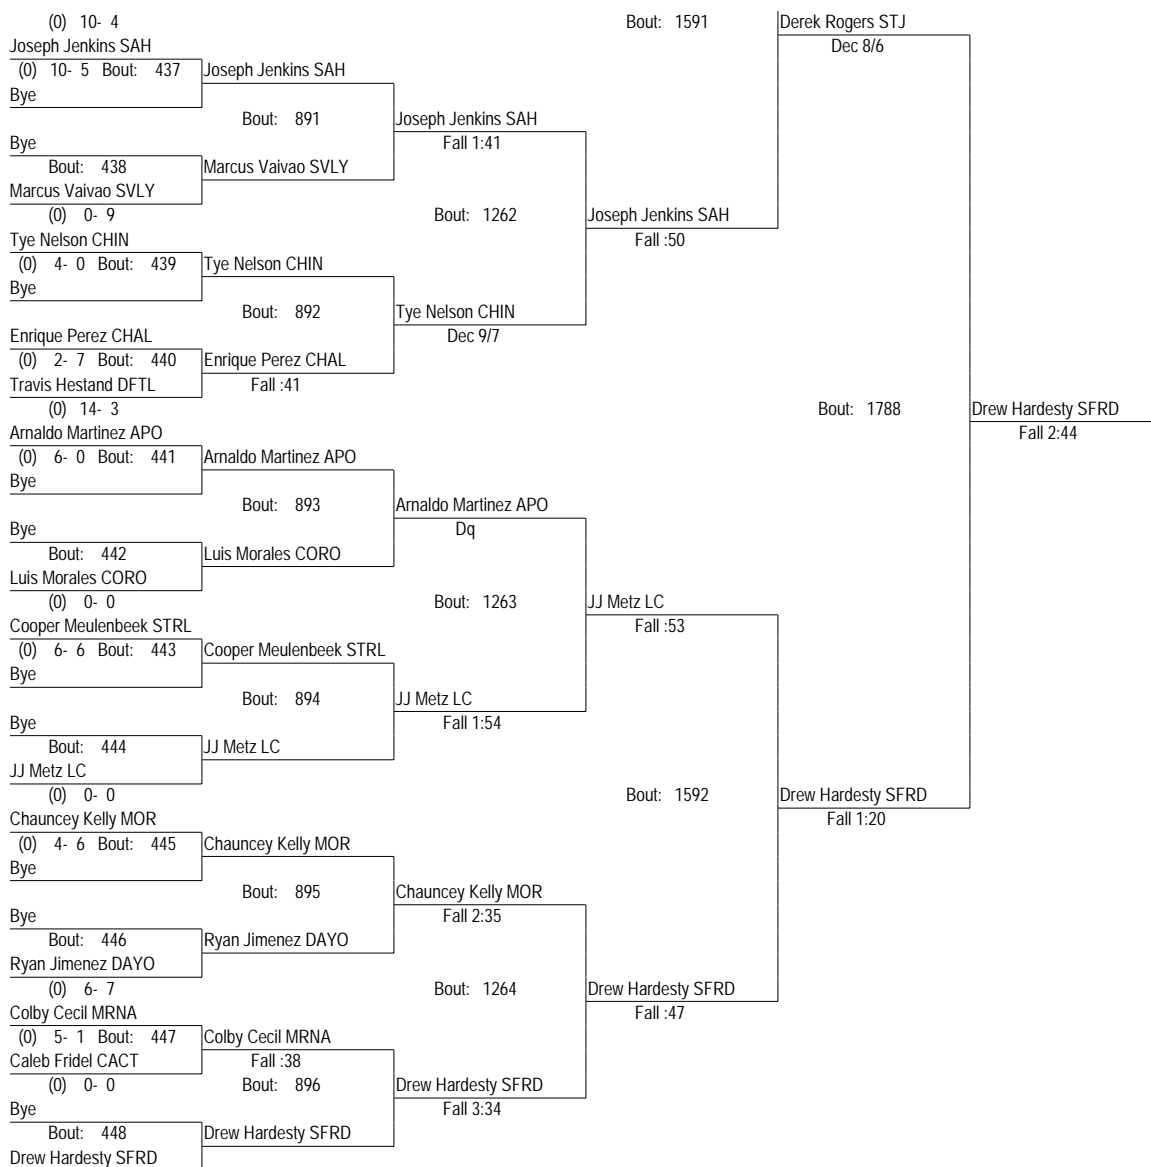 (0) 10- 4 Bout: 1591 Derek Rogers STJ
Joseph Jenkins SAH Dec 8/6
(0) 10- 5 Bout: 437 Joseph Jenkins SAH
Bye
Bout: 891 Joseph Jenkins SAH
Bye Fall 1:41
Bout: 438 Marcus Vaivao SVLY
Marcus Vaivao SVLY
(0) 0- 9 Bout: 1262 Joseph Jenkins SAH
Tye Nelson CHIN Fall :50
(0) 4- 0 Bout: 439 Tye Nelson CHIN
Bye
Bout: 892 Tye Nelson CHIN
Enrique Perez CHAL Dec 9/7
(0) 2- 7 Bout: 440 Enrique Perez CHAL
Travis Hestand DFTL Fall :41
(0) 14- 3 Bout: 1788 Drew Hardesty SFRD
Arnaldo Martinez APO Fall 2:44
(0) 6- 0 Bout: 441 Arnaldo Martinez APO
Bye
Bout: 893 Arnaldo Martinez APO
Bye Dq
Bout: 442 Luis Morales CORO
Luis Morales CORO
(0) 0- 0 Bout: 1263 JJ Metz LC
Cooper Meulenbeek STRL Fall :53
(0) 6- 6 Bout: 443 Cooper Meulenbeek STRL
Bye
Bout: 894 JJ Metz LC
Bye Fall 1:54
Bout: 444 JJ Metz LC
JJ Metz LC
(0) 0- 0 Bout: 1592 Drew Hardesty SFRD
Chauncey Kelly MOR Fall 1:20
(0) 4- 6 Bout: 445 Chauncey Kelly MOR
Bye
Bout: 895 Chauncey Kelly MOR
Bye Fall 2:35
Bout: 446 Ryan Jimenez DAYO
Ryan Jimenez DAYO
(0) 6- 7 Bout: 1264 Drew Hardesty SFRD
Colby Cecil MRNA Fall :47
(0) 5- 1 Bout: 447 Colby Cecil MRNA
Caleb Fridel CACT Fall :38
(0) 0- 0 Bout: 896 Drew Hardesty SFRD
Bye Fall 3:34
Bout: 448 Drew Hardesty SFRD
Drew Hardesty SFRD